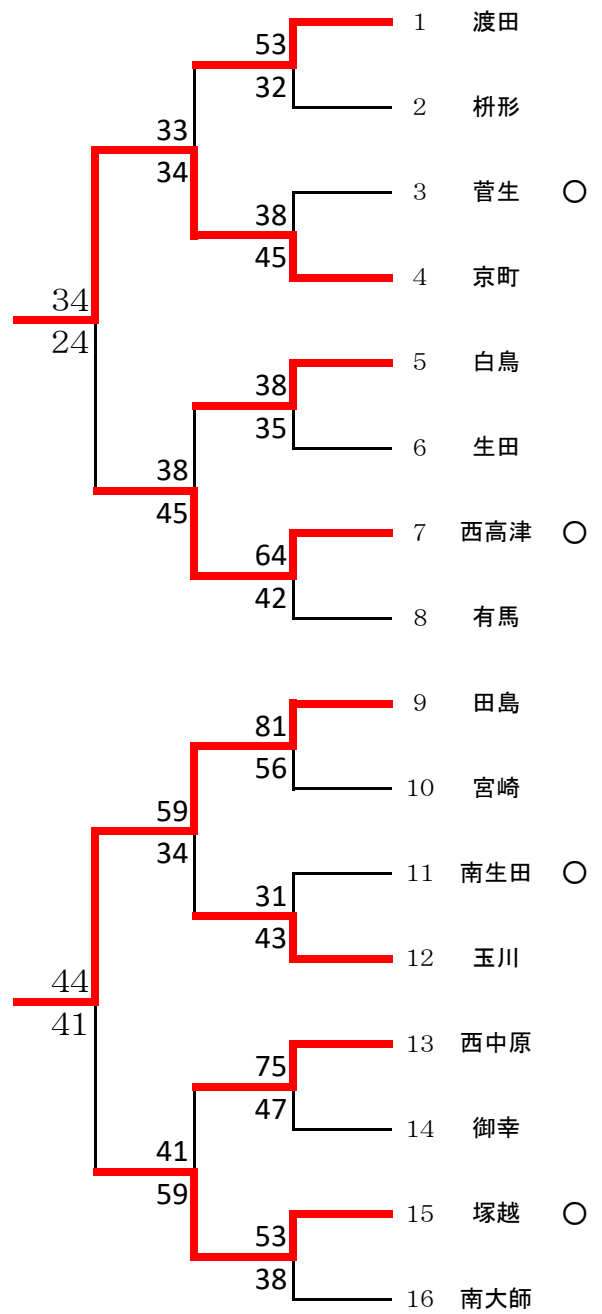 53 1 渡田
32
2 枡形
33
34
3 菅生 ○
38
45
4 京町
34
24
5 白鳥
38
35
6 生田
38
45
7 西高津 ○
64
42
8 有馬
9 田島
81
56
10 宮崎
59
34
11 南生田 ○
31
43
12 玉川
44
41
13 西中原
75
47
14 御幸
41
59
15 塚越 ○
53
38
16 南大師